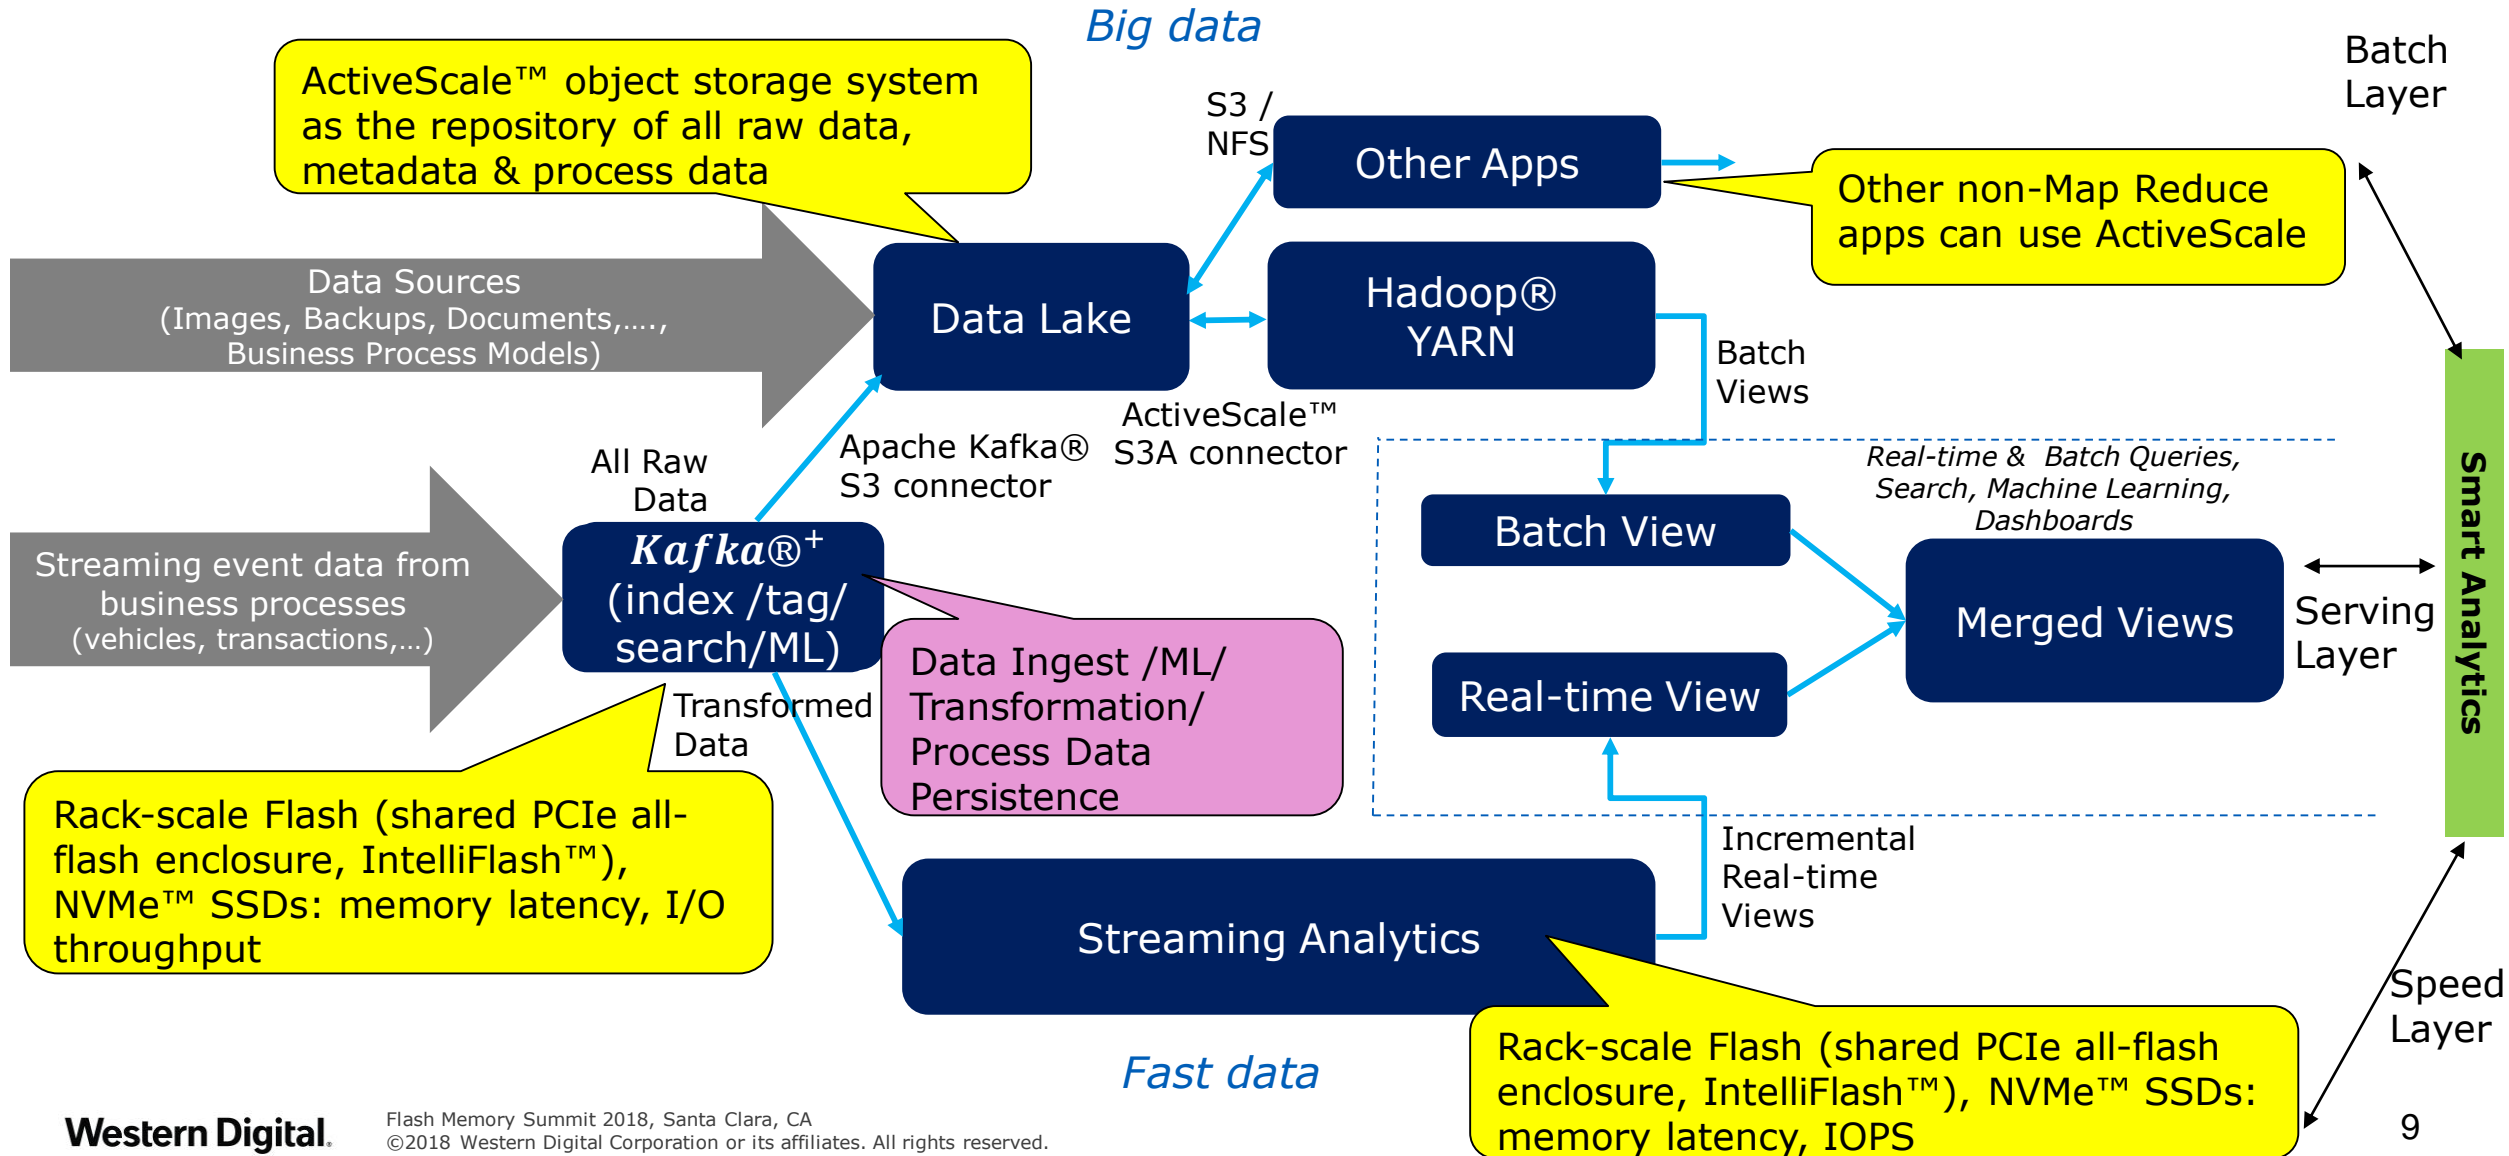 Big data
Batch
Layer
ActiveScale™ object storage system
as the repository of all raw data,
metadata & process data
S3 /
NFS
Other Apps
Other non-Map Reduce
apps can use ActiveScale
Data Sources
(Images, Backups, Documents,....,
Business Process Models)
Data Lake
Hadoop®
YARN
Batch
Views
ActiveScale™
S3A connector
Apache Kafka®
S3 connector
All Raw
Data
Real-time & Batch Queries,
Search, Machine Learning,
Dashboards
Smart Analytics
Streaming event data from
business processes
(vehicles, transactions,...)
Kafka®+
(index /tag/
search/ML)
Batch View
Merged Views
Serving
Layer
Data Ingest /ML/
Transformation/
Process Data
Persistence
Real-time View
Transformed
Data
Rack-scale Flash (shared PCIe all-
flash enclosure, IntelliFlash™),
NVMe™ SSDs: memory latency, I/O
throughput
Incremental
Real-time
Views
Streaming Analytics
Speed
Layer
Rack-scale Flash (shared PCIe all-flash
enclosure, IntelliFlash™), NVMe™ SSDs:
memory latency, IOPS
Fast data
Western Digital.
Flash Memory Summit 2018, Santa Clara, CA
©2018 Western Digital Corporation or its affiliates. All rights reserved.
9